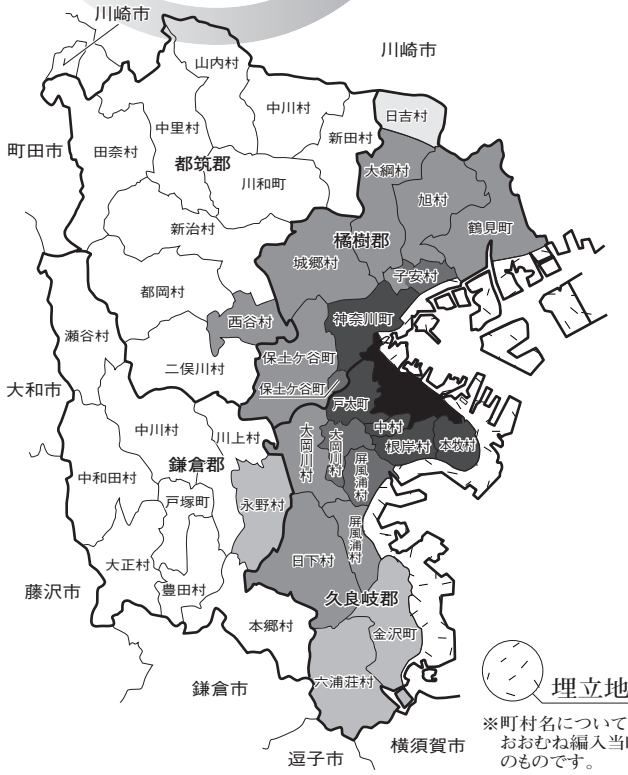 川崎市
川崎市
山内村
中川村
日吉村
新田村
町田市
田奈村
中里村
都筑郡
大綱村
旭村
川和町
鶴見町
新治村
橘樹郡
城郷村
子安村
都岡村
西谷村
神奈川町
瀬谷村
二俣川村
保土ケ谷町
保土ケ谷町
大和市
戸太町
中川村
川上村
中村
根岸村
本牧村
大岡川村
大岡川村
屏風浦村
鎌倉郡
中和田村
戸塚町
永野村
屏風浦村
大正村
日下村
藤沢市
豊田村
久良岐郡
本郷村
金沢町
六浦荘村
鎌倉市
横須賀市
逗子市
埋立地
※町村名について
おおむね編入当時
のものです。